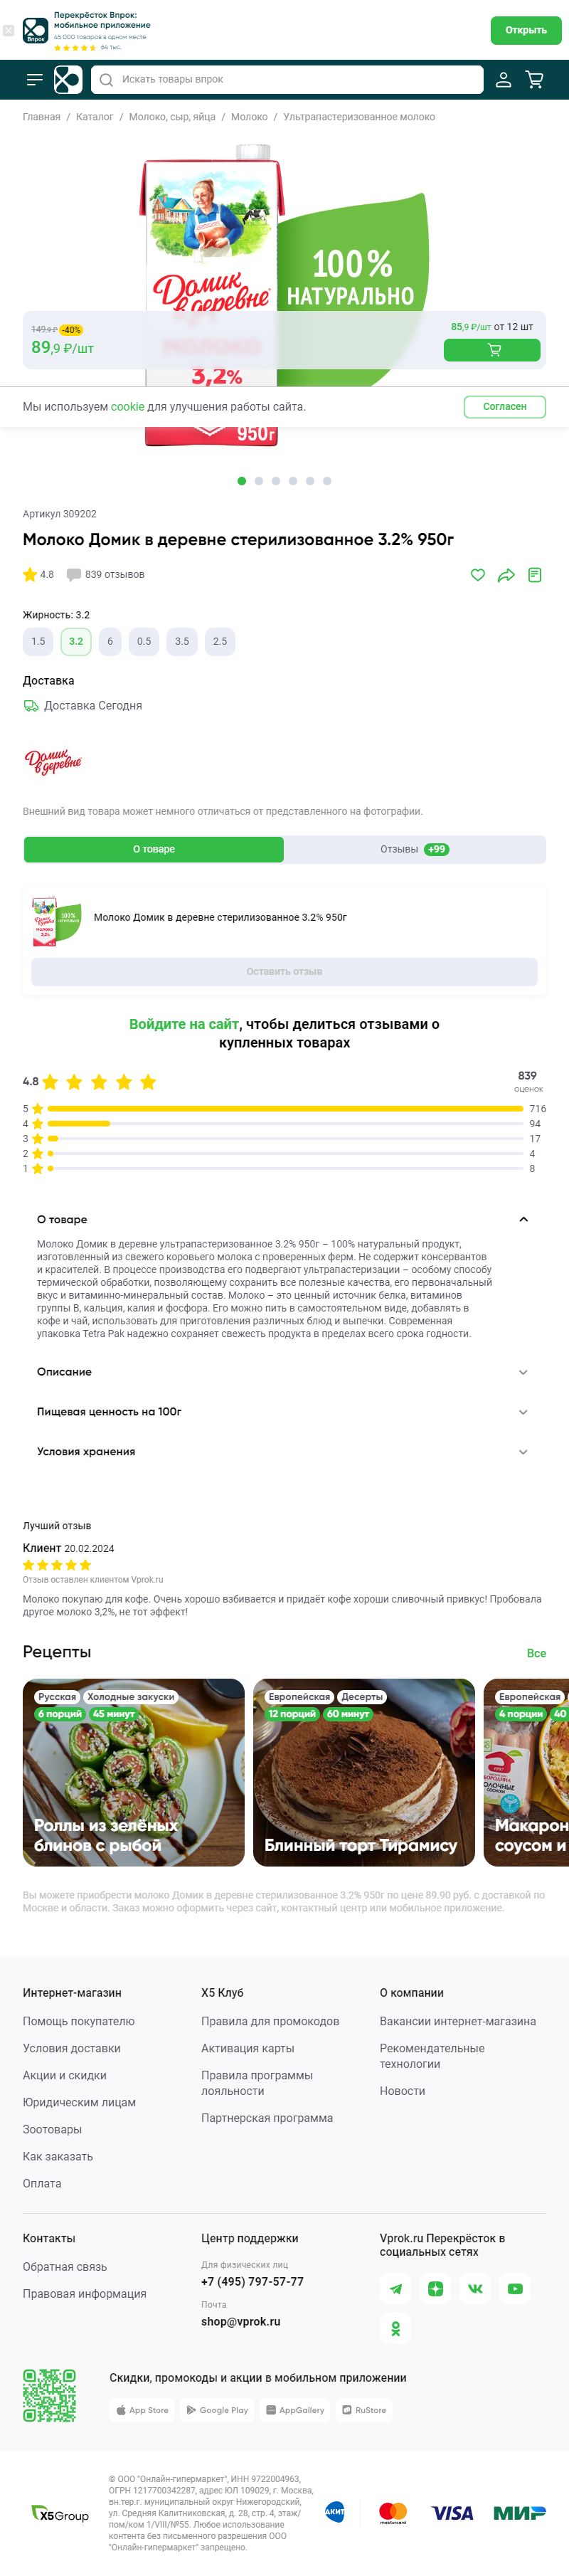 Перекрёсток Впрок:
мобильное приложение
45 000 товаров в одном месте
64 тыс.
Впрок
Открыть
Искать товары впрок
Главная / Каталог / Молоко, сыр, яйца / Молоко / Ультрапастеризованное молоко
Домик
в деревне
100%
НАТУРАЛЬНО
149,9 ₽ -40%
89,9 ₽/шт
85,9 ₽/шт от 12 шт
молоко
3,2%
Мы используем cookie для улучшения работы сайта.
Согласен
950г
Артикул 309202
Молоко Домик в деревне стерилизованное 3.2% 950г
4.8 839 отзывов
Жирность: 3.2
1.5 3.2 6 0.5 3.5 2.5
Доставка
Доставка Сегодня
Домик
в деревне
Внешний вид товара может немного отличаться от представленного на фотографии.
О товаре
Отзывы +99
Молоко Домик в деревне стерилизованное 3.2% 950г
Оставить отзыв
Войдите на сайт, чтобы делиться отзывами о
купленных товарах
4.8
839
оценок
5 716
4 94
3 17
2 4
1 8
О товаре
Молоко Домик в деревне ультрапастеризованное 3.2% 950г – 100% натуральный продукт,
изготовленный из свежего коровьего молока с проверенных ферм. Не содержит консервантов
и красителей. В процессе производства его подвергают ультрапастеризации – особому способу
термической обработки, позволяющему сохранить все полезные качества, его первоначальный
вкус и витаминно-минеральный состав. Молоко – это ценный источник белка, витаминов
группы B, кальция, калия и фосфора. Его можно пить в самостоятельном виде, добавлять в
кофе и чай, использовать для приготовления различных блюд и выпечки. Современная
упаковка Tetra Pak надежно сохраняет свежесть продукта в пределах всего срока годности.
Описание
Пищевая ценность на 100г
Условия хранения
Лучший отзыв
Клиент 20.02.2024
Отзыв оставлен клиентом Vprok.ru
Молоко покупаю для кофе. Очень хорошо взбивается и придаёт кофе хороши сливочный привкус! Пробовала
другое молоко 3,2%, не тот эффект!
Рецепты
Все
Русская Холодные закуски
6 порций 45 минут
Роллы из зелёных
блинов с рыбой
Европейская Десерты
12 порций 60 минут
Блинный торт Тирамису
Европейская
4 порции 40
Макарон
соусом и
Вы можете приобрести молоко Домик в деревне стерилизованное 3.2% 950г по цене 89.90 руб. с доставкой по
Москве и области. Заказ можно оформить через сайт, контактный центр или мобильное приложение.
Интернет-магазин
Помощь покупателю
Условия доставки
Акции и скидки
Юридическим лицам
Зоотовары
Как заказать
Оплата
X5 Клуб
Правила для промокодов
Активация карты
Правила программы
лояльности
Партнерская программа
О компании
Вакансии интернет-магазина
Рекомендательные
технологии
Новости
Контакты
Обратная связь
Правовая информация
Центр поддержки
Для физических лиц
+7 (495) 797-57-77
Почта
shop@vprok.ru
Vprok.ru Перекрёсток в
социальных сетях
Скидки, промокоды и акции в мобильном приложении
App Store Google Play AppGallery RuStore
X5Group
© ООО "Онлайн-гипермаркет", ИНН 9722004963,
ОГРН 1217700342287, адрес ЮЛ 109029, г. Москва,
вн.тер.г. муниципальный округ Нижегородский,
ул. Средняя Калитниковская, д. 28, стр. 4, этаж/
пом/ком 1/VIII/№55. Любое использование
контента без письменного разрешения ООО
"Онлайн-гипермаркет" запрещено.
АКИТ
mastercard
VISA
МИР